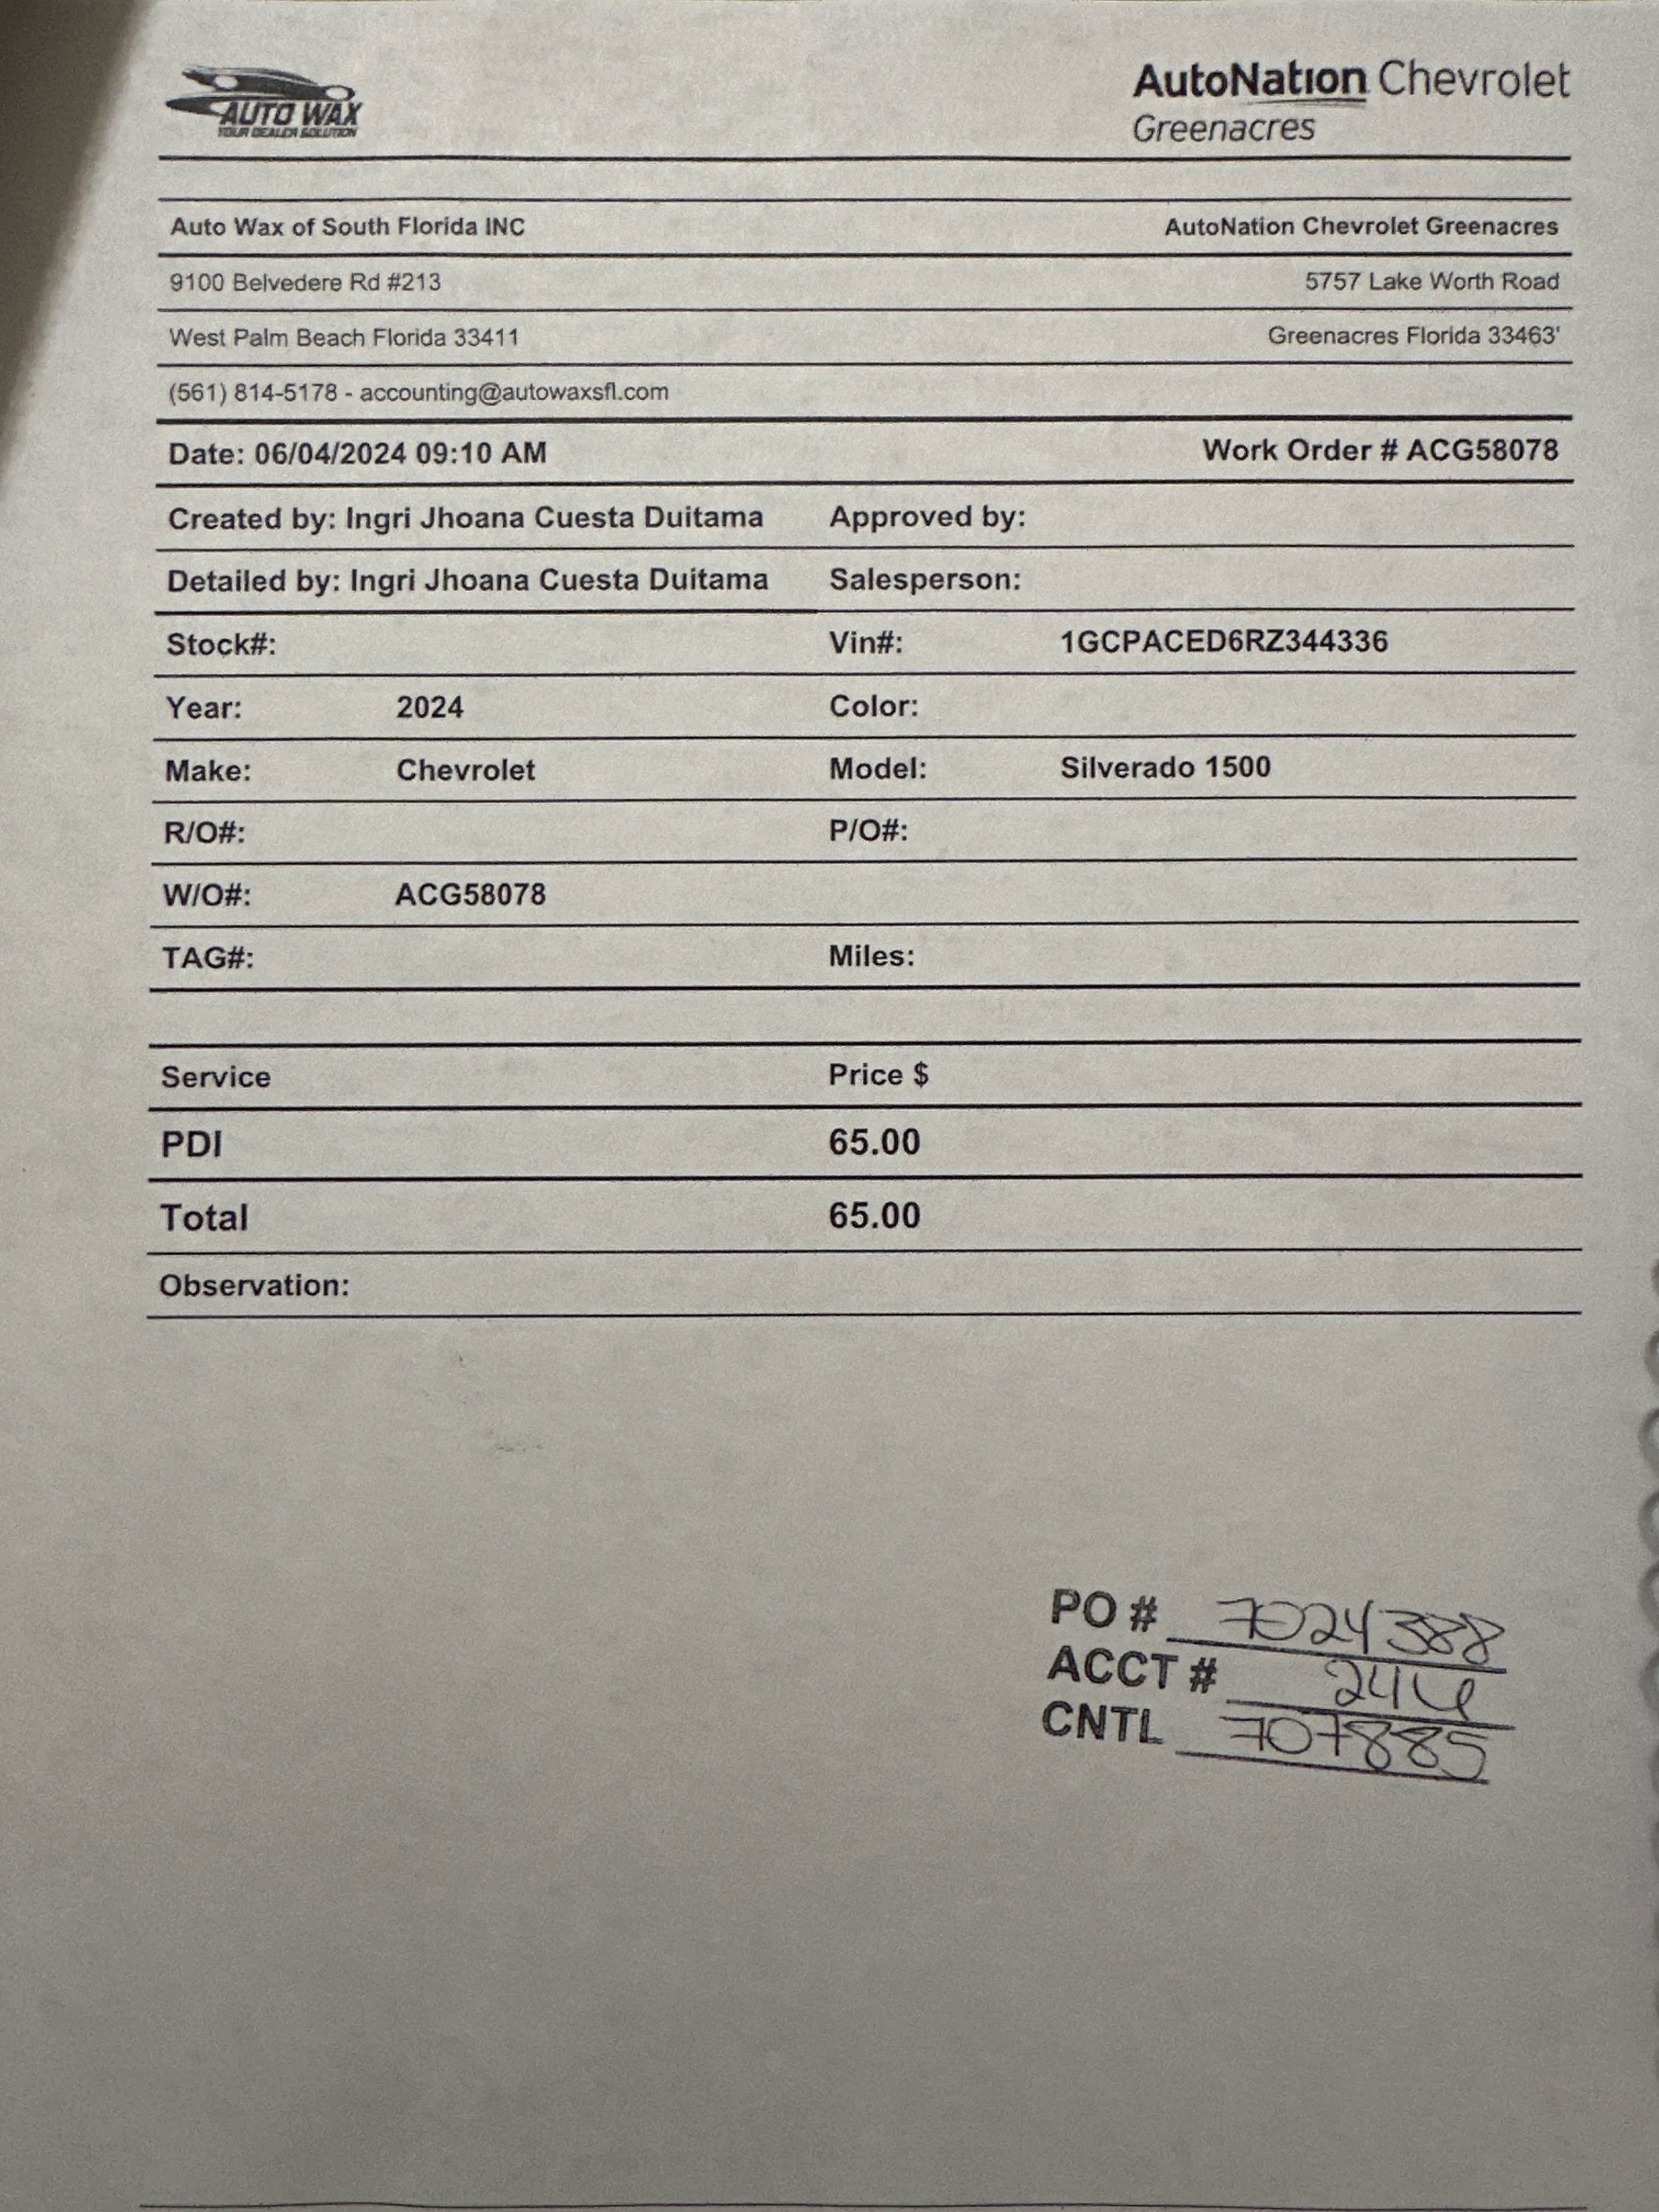 AUTO WAX
YOUR DEALER SOLUTION
AutoNation Chevrolet
Greenacres
Auto Wax of South Florida INC AutoNation Chevrolet Greenacres
9100 Belvedere Rd #213 5757 Lake Worth Road
West Palm Beach Florida 33411 Greenacres Florida 33463'
(561) 814-5178 - accounting@autowaxsfl.com
Date: 06/04/2024 09:10 AM Work Order # ACG58078
Created by: Ingri Jhoana Cuesta Duitama Approved by:
Detailed by: Ingri Jhoana Cuesta Duitama Salesperson:
Stock#: Vin#: 1GCPACED6RZ344336
Year: 2024 Color:
Make: Chevrolet Model: Silverado 1500
R/O#: P/O#:
W/O#: ACG58078
TAG#: Miles:
Service Price $
PDI 65.00
Total 65.00
Observation:
PO # 7024388
ACCT #
CNTL 707885